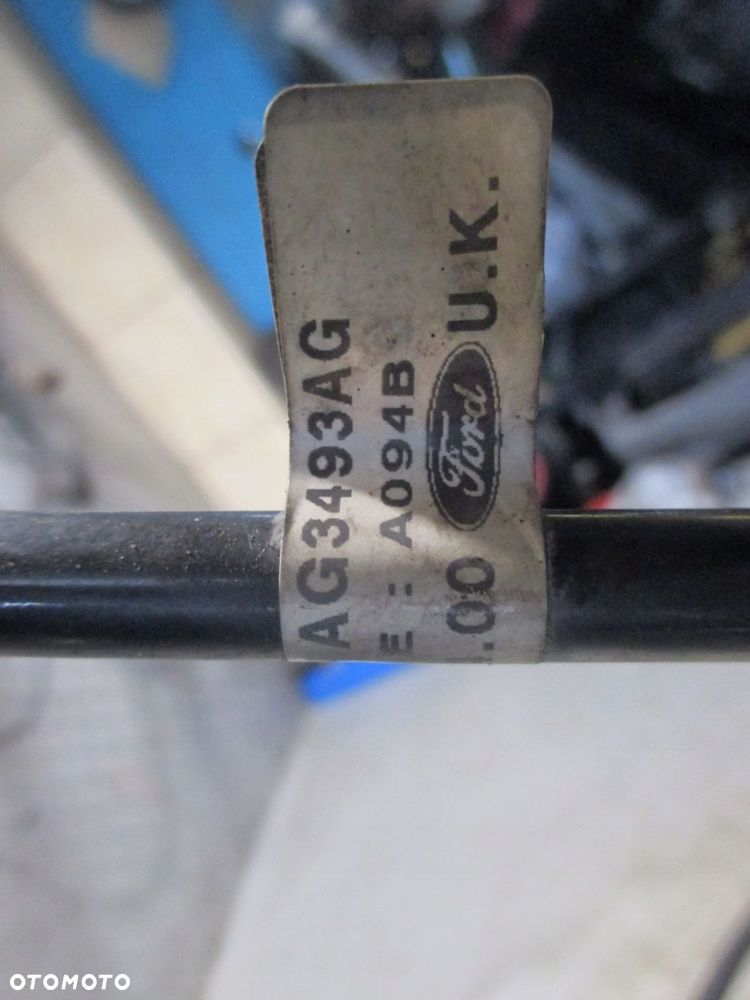 AG3493AG
E : A094B
.00 Ford U.K.
OTOMOTO